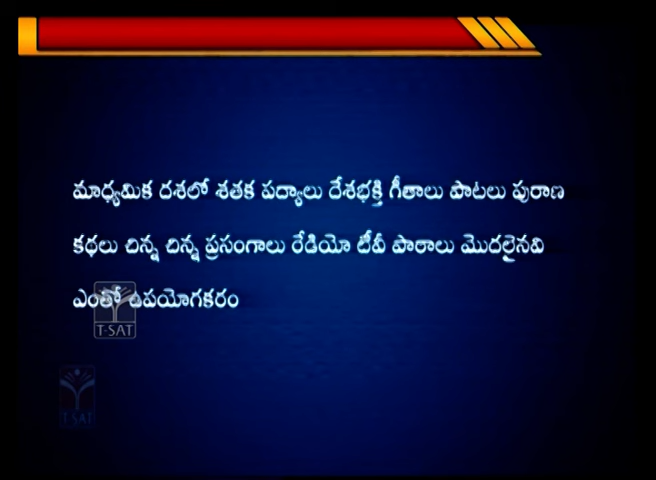 మాధ్యమిక దశలో శతక పద్యాలు దేశభక్తి గీతాలు పాటలు పురాణ
కథలు చిన్న చిన్న ప్రసంగాలు రేడియో టీవీ పాఠాలు మొదలైనవి
ఎంతో ఉపయోగకరం
T-SAT
T-SAT